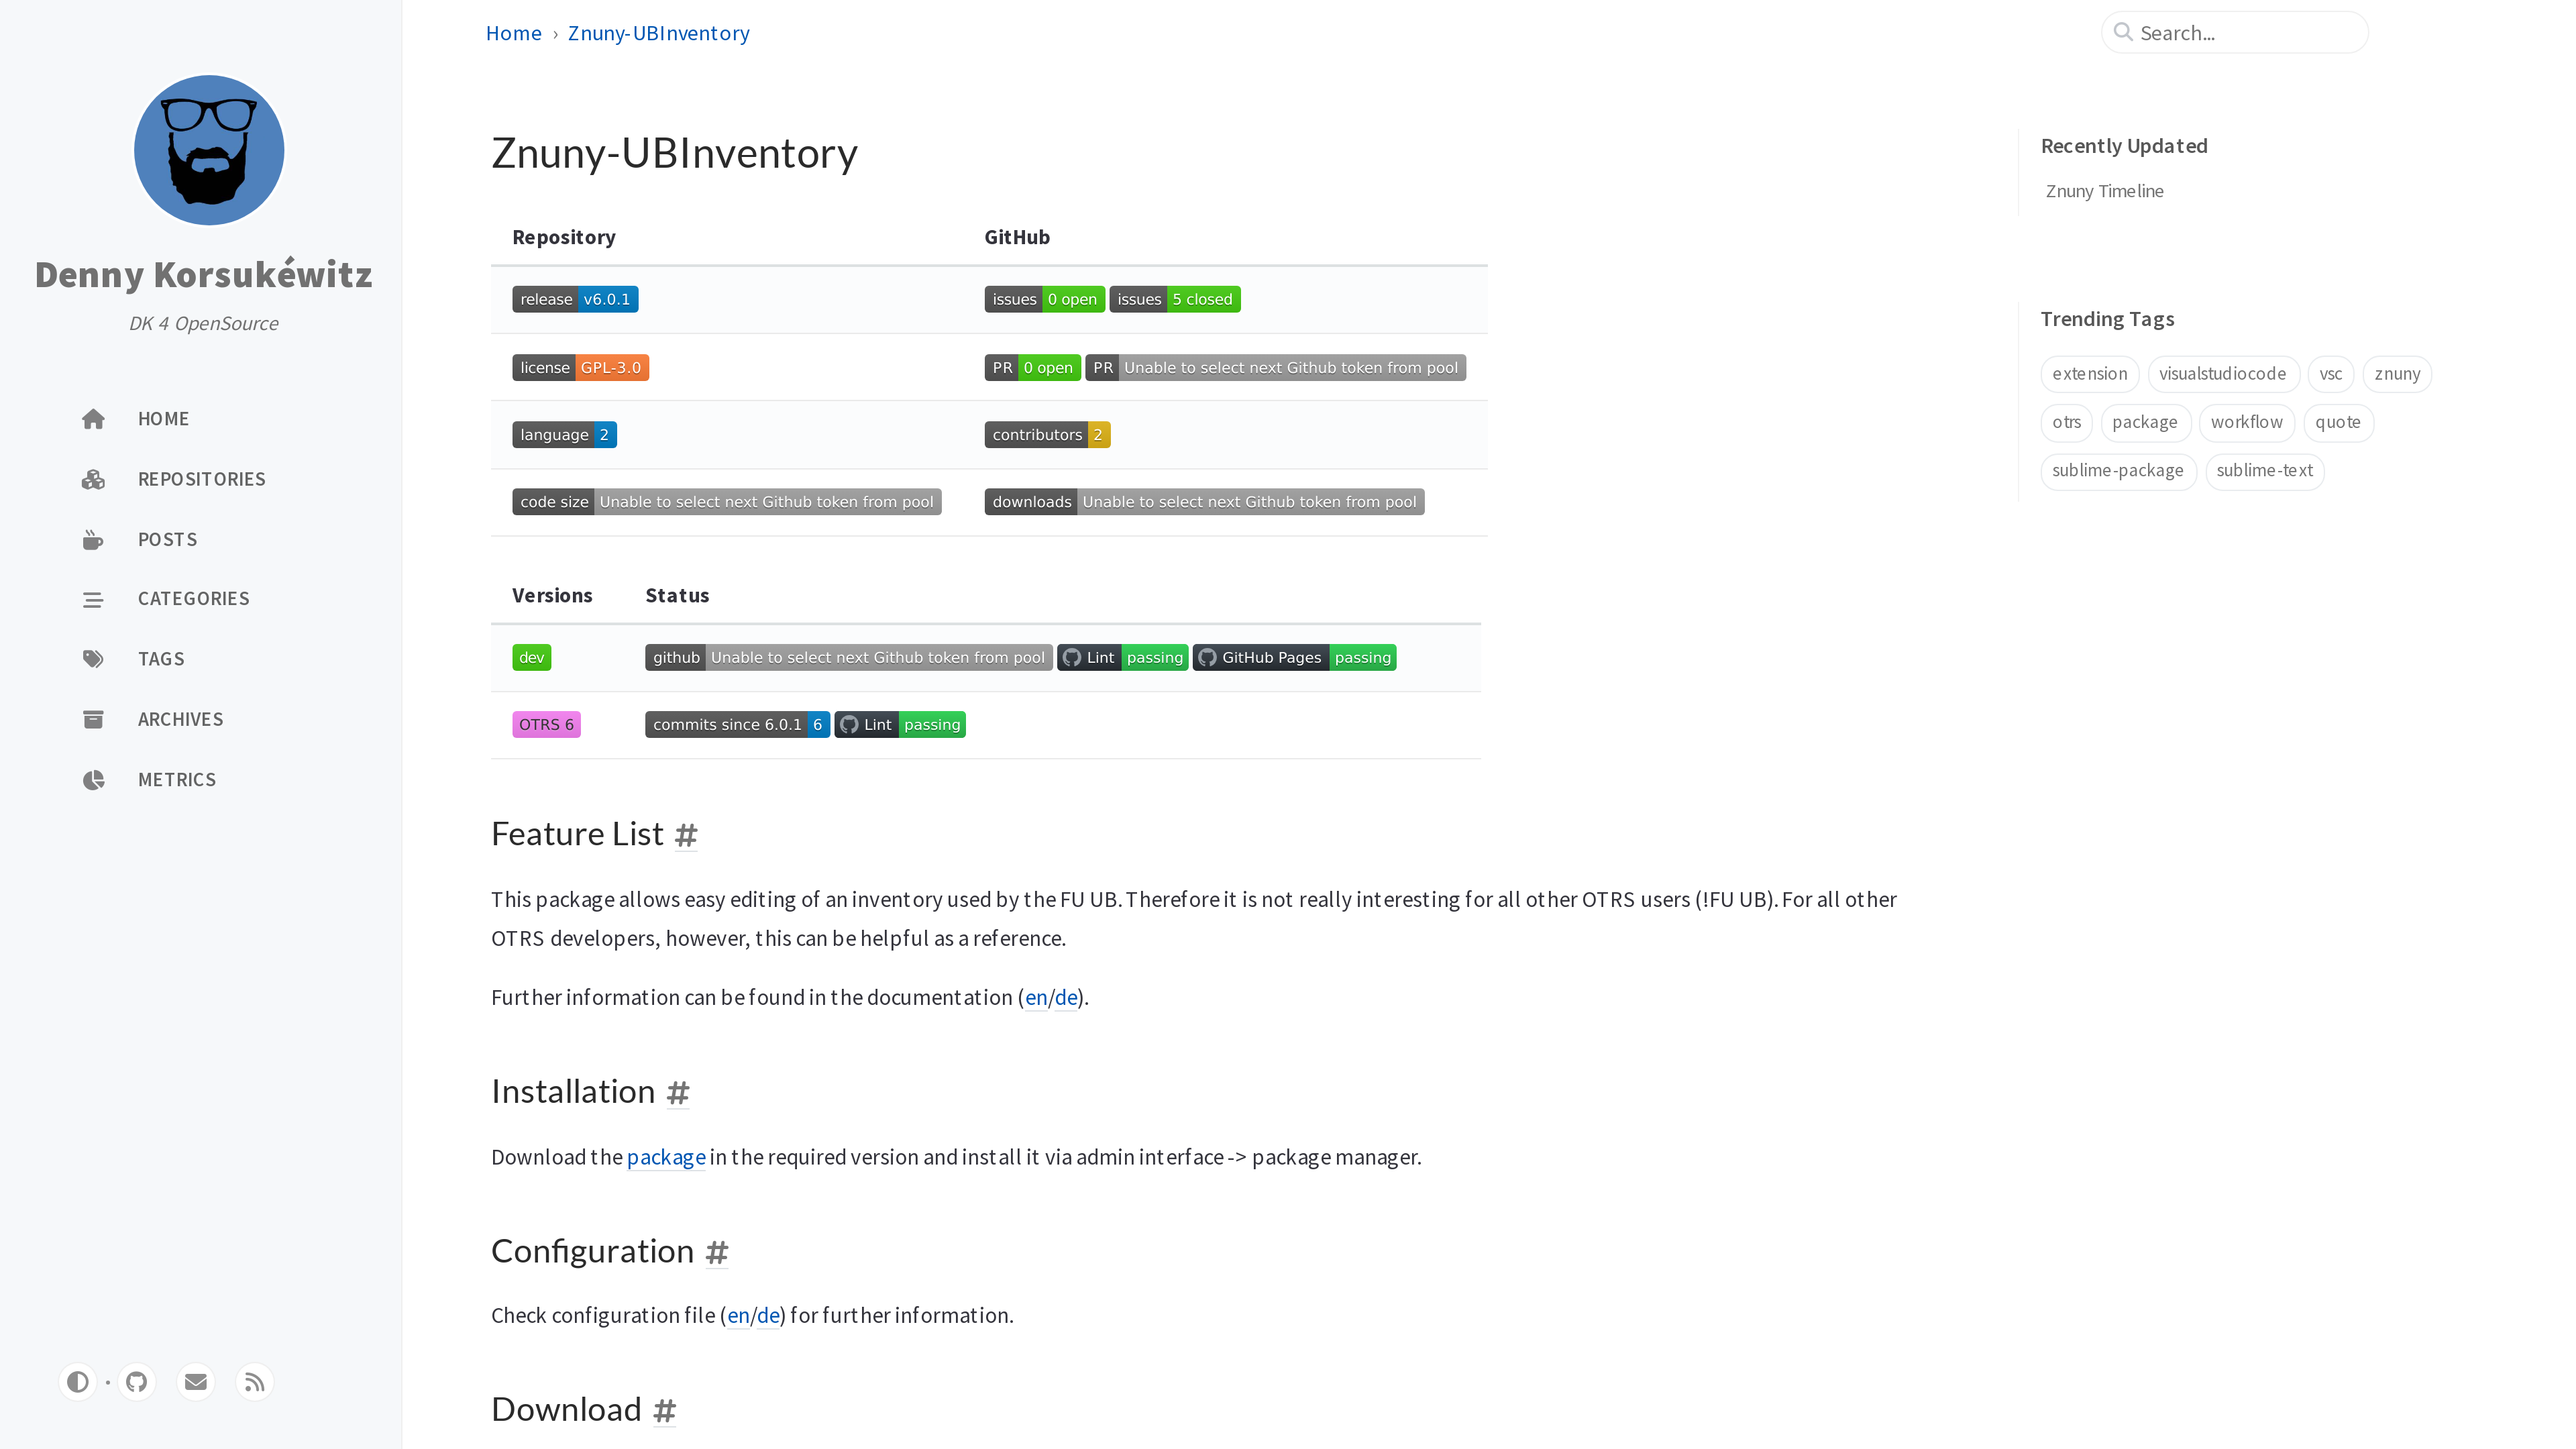 Denny Korsukéwitz
DK 4 OpenSource
HOME
REPOSITORIES
POSTS
CATEGORIES
TAGS
ARCHIVES
METRICS
Home › Znuny-UBInventory
Search...
Znuny-UBInventory
Repository GitHub
release v6.0.1 issues 0 open issues 5 closed
license GPL-3.0 PR 0 open PR Unable to select next Github token from pool
language 2 contributors 2
code size Unable to select next Github token from pool downloads Unable to select next Github token from pool
Versions Status
dev github Unable to select next Github token from pool Lint passing GitHub Pages passing
OTRS 6 commits since 6.0.1 6 Lint passing
Feature List #
This package allows easy editing of an inventory used by the FU UB. Therefore it is not really interesting for all other OTRS users (!FU UB). For all other
OTRS developers, however, this can be helpful as a reference.
Further information can be found in the documentation (en/de).
Installation #
Download the package in the required version and install it via admin interface -> package manager.
Configuration #
Check configuration file (en/de) for further information.
Download #
Recently Updated
Znuny Timeline
Trending Tags
extension visualstudiocode vsc znuny
otrs package workflow quote
sublime-package sublime-text